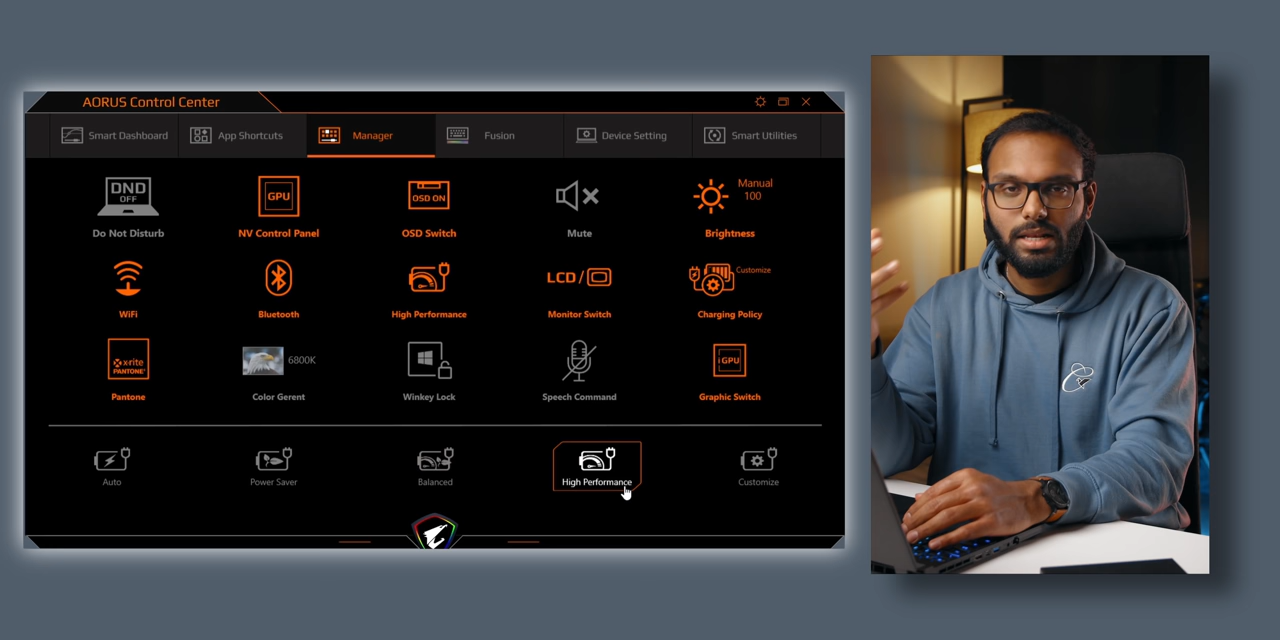 AORUS Control Center
Smart Dashboard
App Shortcuts
Manager
Fusion
Device Setting
Smart Utilities
DND
OFF
Do Not Disturb
GPU
NV Control Panel
OSD ON
OSD Switch
Mute
Manual
100
Brightness
WiFi
Bluetooth
High Performance
LCD /
Monitor Switch
Customize
Charging Policy
x·rite
PANTONE®
Pantone
6800K
Color Gerent
Winkey Lock
Speech Command
iGPU
Graphic Switch
Auto
Power Saver
Balanced
High Performance
Customize